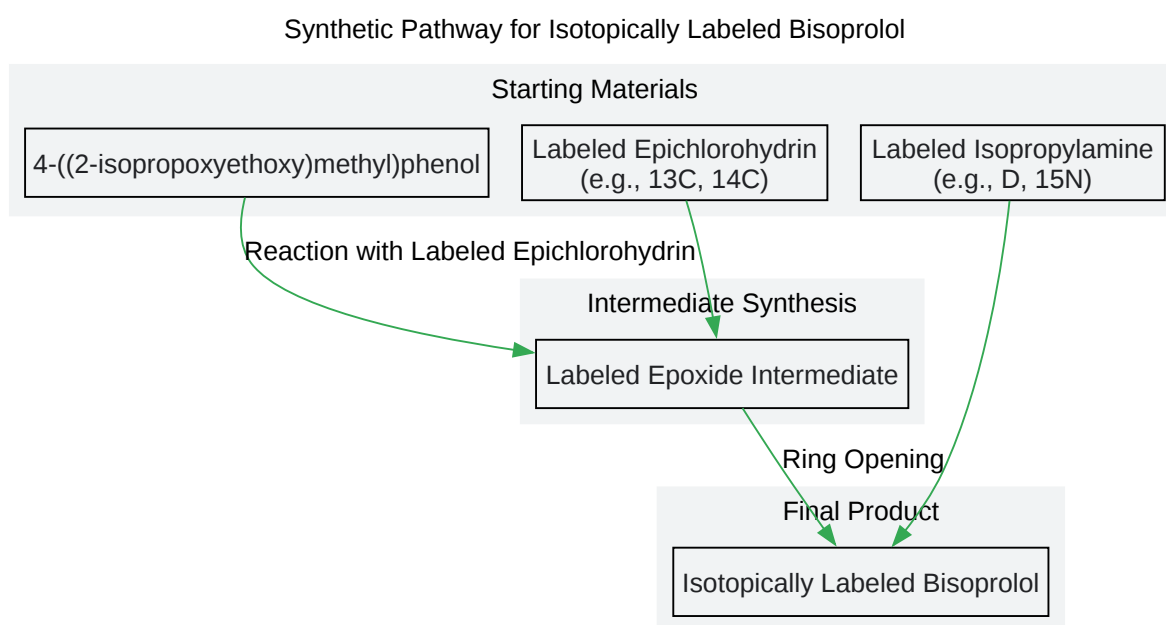 Synthetic Pathway for Isotopically Labeled Bisoprolol
Starting Materials
4-((2-isopropoxyethoxy)methyl)phenol
Labeled Epichlorohydrin
(e.g., 13C, 14C)
Labeled Isopropylamine
(e.g., D, 15N)
Reaction with Labeled Epichlorohydrin
Intermediate Synthesis
Labeled Epoxide Intermediate
Ring Opening
Final Product
Isotopically Labeled Bisoprolol